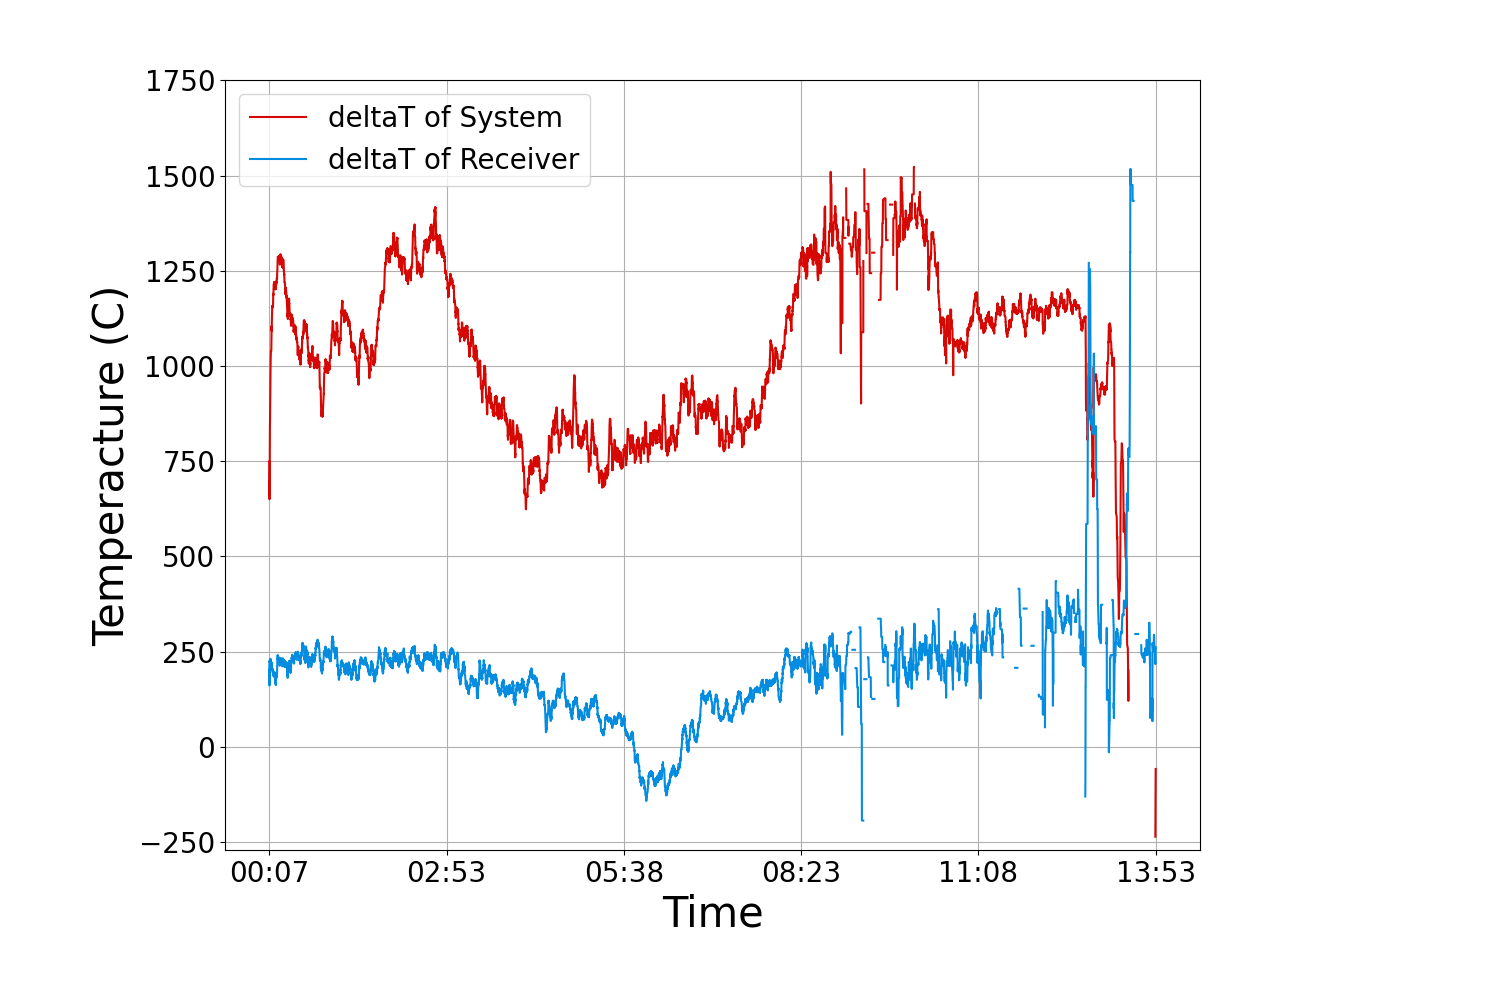 1750
1500
1250
1000
750
500
250
0
−250
deltaT of System
deltaT of Receiver
Temperacture (C)
00:07 02:53 05:38 08:23 11:08 13:53
Time